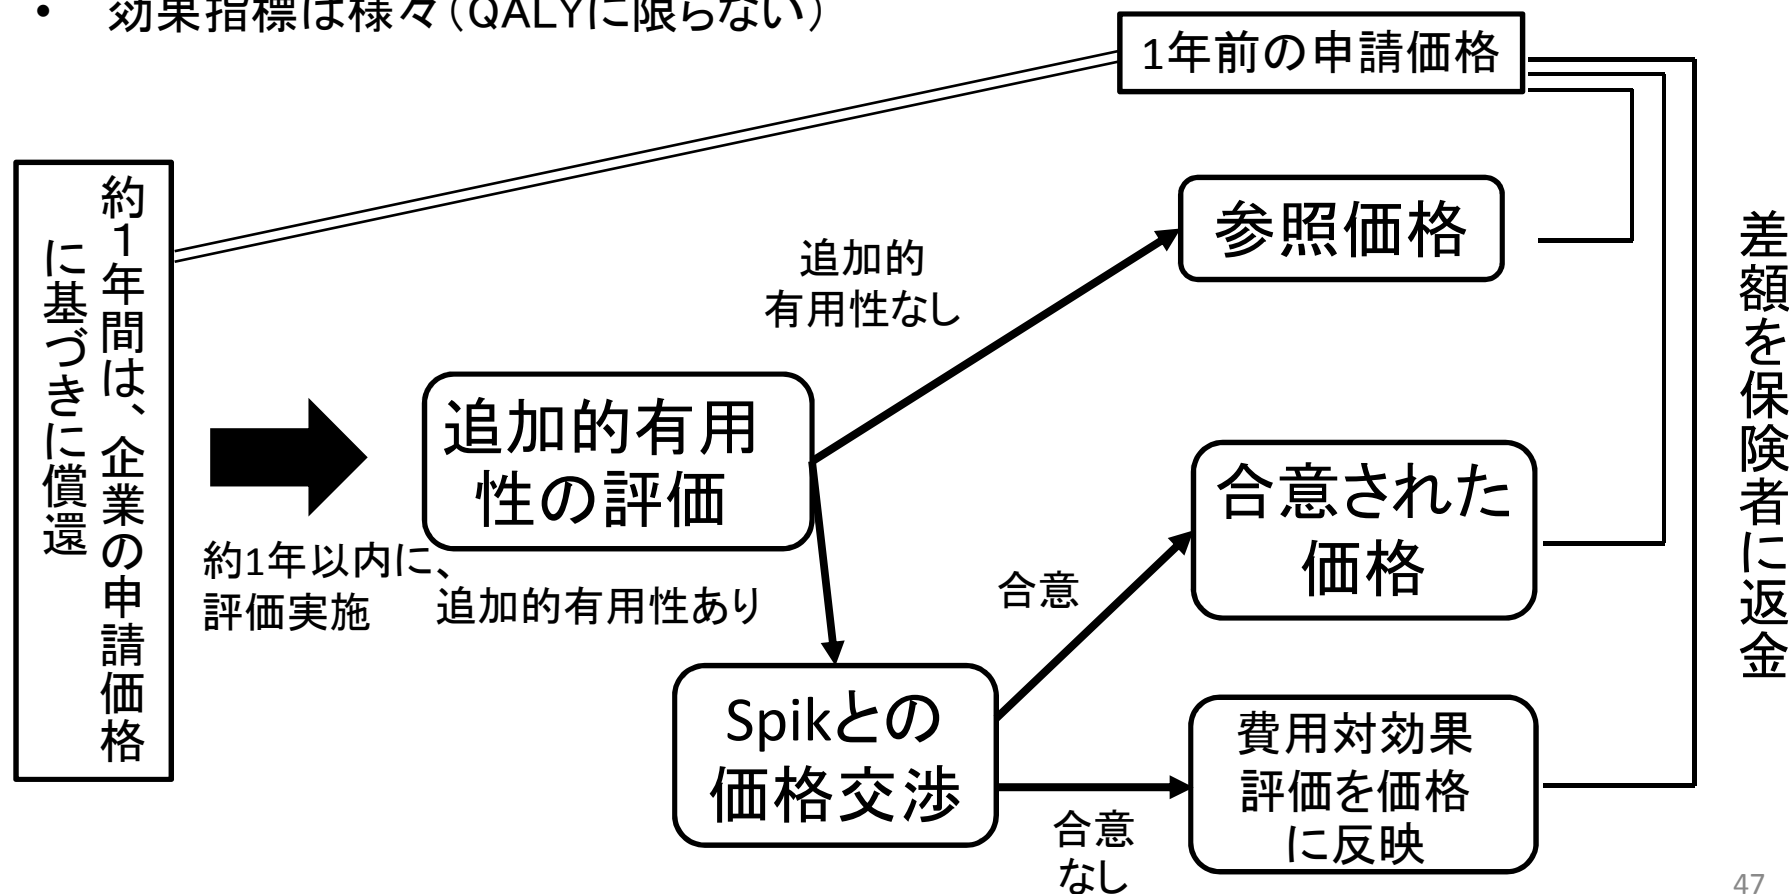 • 効果指標は様々(QALYに限らない)
1年前の申請価格
約1年間は、企業の申請価格
に基づきに償還
参照価格
追加的
有用性なし
追加的有用
性の評価
約1年以内に、
評価実施
追加的有用性あり
合意された
価格
合意
Spikとの
価格交渉
費用対効果
評価を価格
に反映
合意
なし
差額を保険者に返金
47